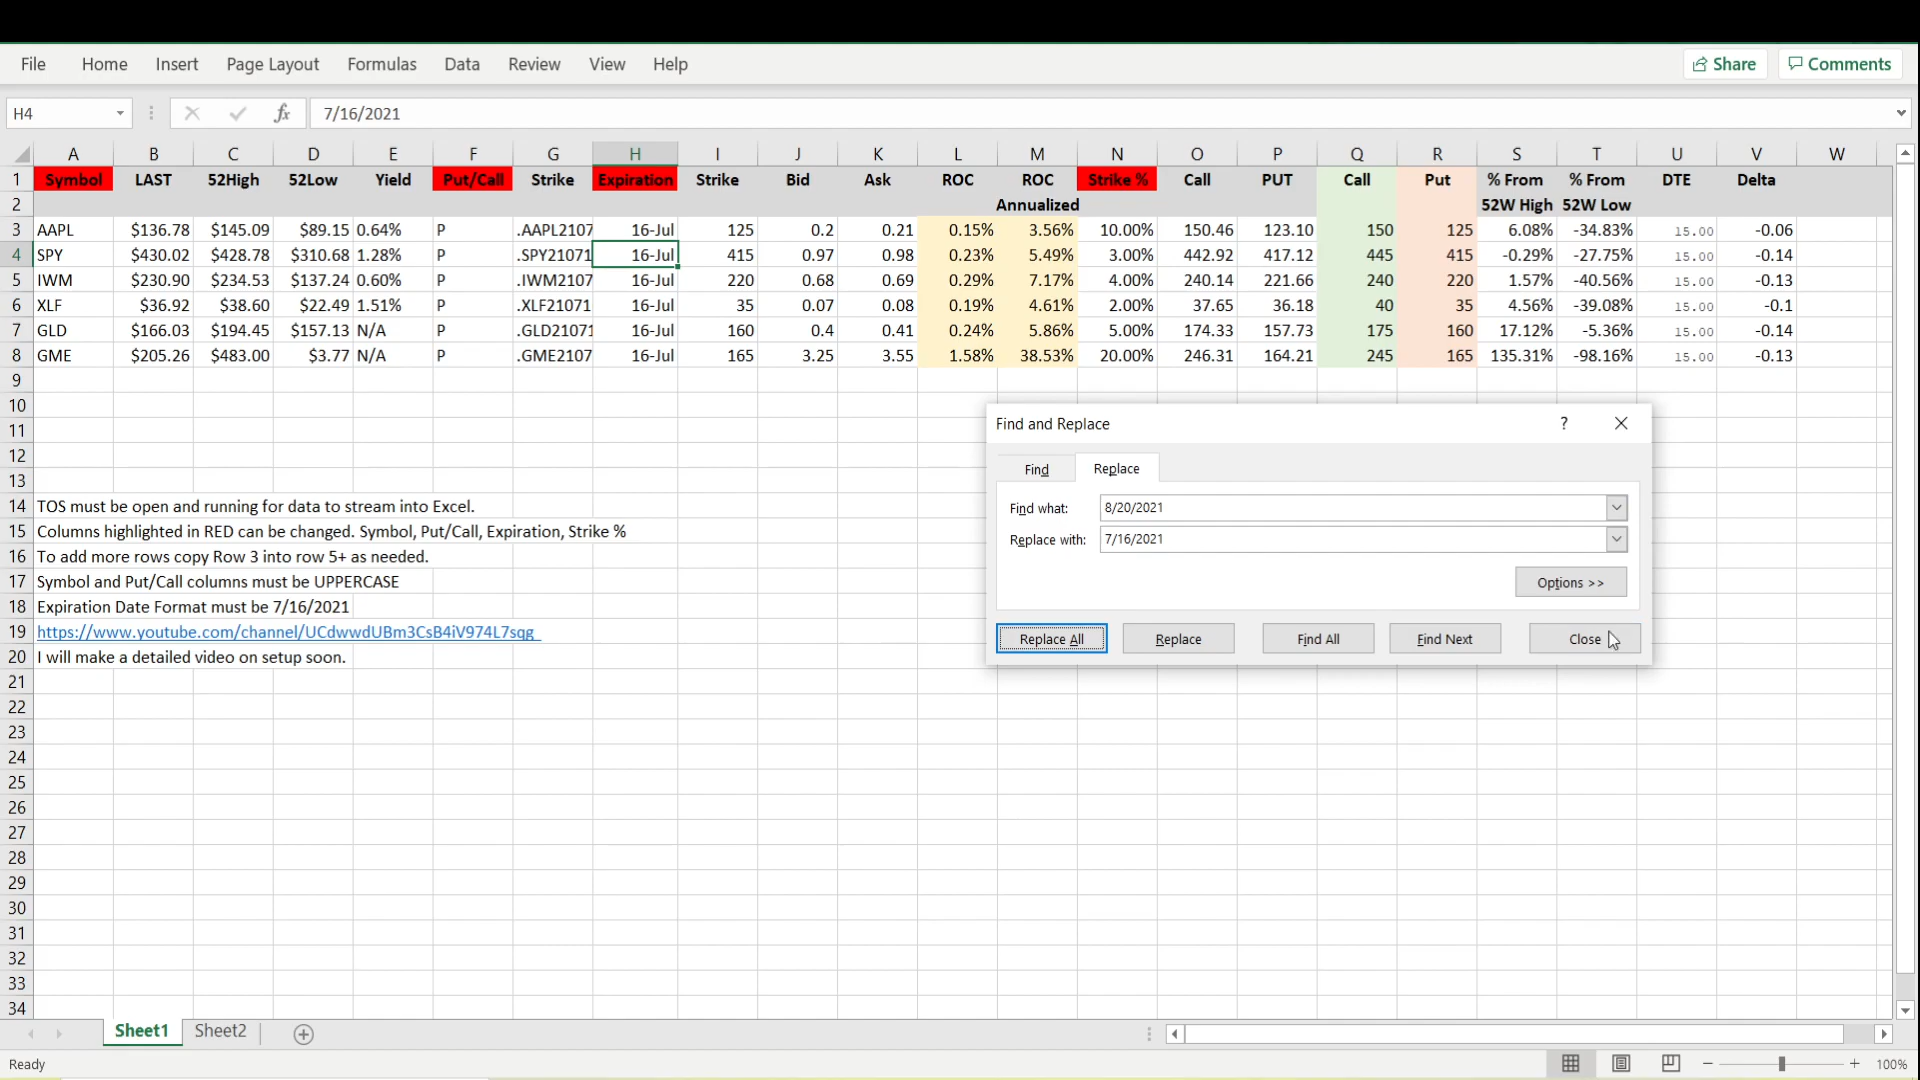 File Home Insert Page Layout Formulas Data Review View Help Share Comments
H4 fx 7/16/2021
A B C D E F G H I J K L M N O P Q R S T U V W
1 Symbol LAST 52High 52Low Yield Put/Call Strike Expiration Strike Bid Ask ROC ROC Strike % Call PUT Call Put % From % From DTE Delta
2 Annualized 52W High 52W Low
3 AAPL $136.78 $145.09 $89.15 0.64% P .AAPL2107 16-Jul 125 0.2 0.21 0.15% 3.56% 10.00% 150.46 123.10 150 125 6.08% -34.83% 15.00 -0.06
4 SPY $430.02 $428.78 $310.68 1.28% P .SPY21071 16-Jul 415 0.97 0.98 0.23% 5.49% 3.00% 442.92 417.12 445 415 -0.29% -27.75% 15.00 -0.14
5 IWM $230.90 $234.53 $137.24 0.60% P .IWM2107 16-Jul 220 0.68 0.69 0.29% 7.17% 4.00% 240.14 221.66 240 220 1.57% -40.56% 15.00 -0.13
6 XLF $36.92 $38.60 $22.49 1.51% P .XLF21071 16-Jul 35 0.07 0.08 0.19% 4.61% 2.00% 37.65 36.18 40 35 4.56% -39.08% 15.00 -0.1
7 GLD $166.03 $194.45 $157.13 N/A P .GLD21071 16-Jul 160 0.4 0.41 0.24% 5.86% 5.00% 174.33 157.73 175 160 17.12% -5.36% 15.00 -0.14
8 GME $205.26 $483.00 $3.77 N/A P .GME2107 16-Jul 165 3.25 3.55 1.58% 38.53% 20.00% 246.31 164.21 245 165 135.31% -98.16% 15.00 -0.13
9
10
11
12
13
14 TOS must be open and running for data to stream into Excel.
15 Columns highlighted in RED can be changed. Symbol, Put/Call, Expiration, Strike %
16 To add more rows copy Row 3 into row 5+ as needed.
17 Symbol and Put/Call columns must be UPPERCASE
18 Expiration Date Format must be 7/16/2021
19 https://www.youtube.com/channel/UCdwwdUBm3CsB4iV974L7sqg
20 I will make a detailed video on setup soon.
21
22
23
24
25
26
27
28
29
30
31
32
33
34
Find and Replace ?
Find Replace
Find what: 8/20/2021
Replace with: 7/16/2021
Options >>
Replace All Replace Find All Find Next Close
Sheet1 Sheet2
Ready 100%